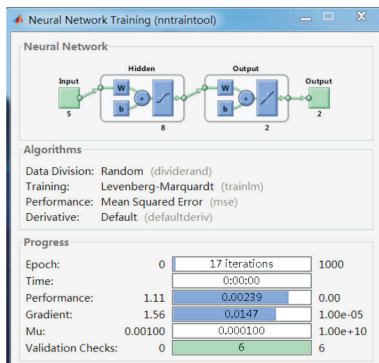 Neural Network Training (nntraintool)
Neural Network
Hidden Output
Input Output
W W
+ +
b b
5 8 2 2
Algorithms
Data Division: Random (dividerand)
Training: Levenberg-Marquardt (trainlm)
Performance: Mean Squared Error (mse)
Derivative: Default (defaultderiv)
Progress
Epoch: 0 17 iterations 1000
Time: 0:00:00
Performance: 1.11 0.00239 0.00
Gradient: 1.56 0.0147 1.00e-05
Mu: 0.00100 0.000100 1.00e+10
Validation Checks: 0 6 6